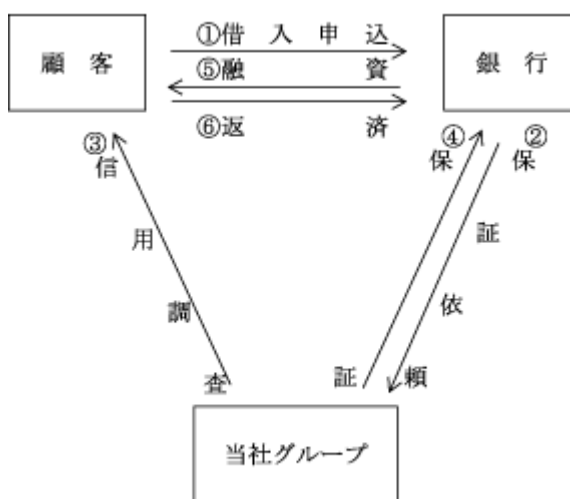 顧客
銀行
①借入申込
⑤融資
⑥返済
③信用調査
④保証
②保証依頼
当社グループ